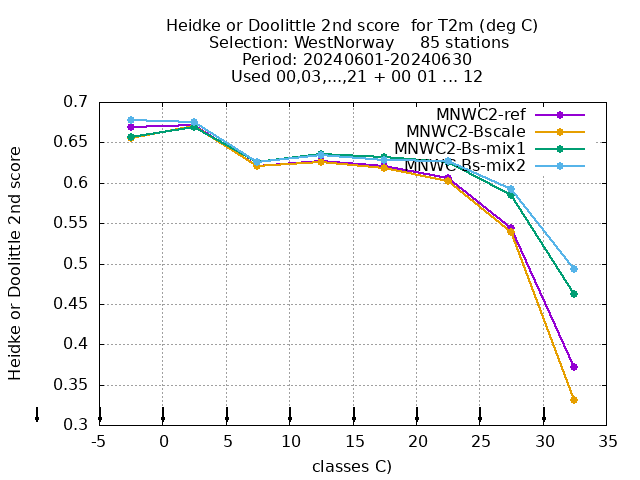 Heidke or Doolittle 2nd score  for T2m (deg C)
Selection: WestNorway     85 stations
Period: 20240601-20240630
Used 00,03,...,21 + 00 01 ... 12
Heidke or Doolittle 2nd score
0.7
0.65
0.6
0.55
0.5
0.45
0.4
0.35
0.3
MNWC2-ref
MNWC2-Bscale
MNWC2-Bs-mix1
MNWC-Bs-mix2
-5
0
5
10
15
20
25
30
35
classes C)